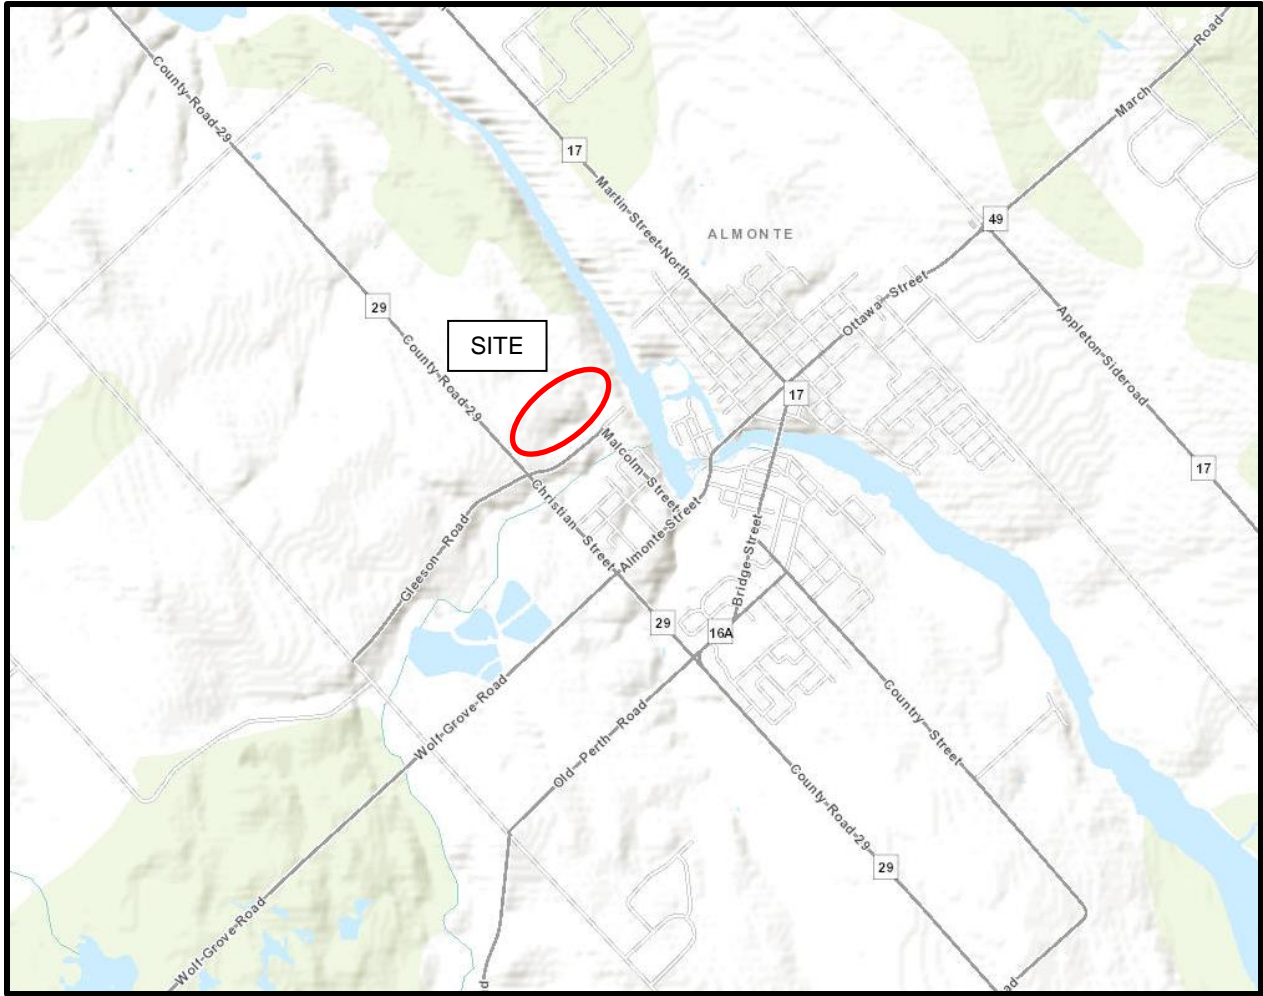 Road
County-Road-29
March
17
Martin-Street-North
49
ALMONTE
Ottawa Street
29
Appleton-Sideroad
SITE
County-Road-29
17
Malcolm-Street
17
Christian-Street
Almonte-Street
Gleeson-Road
Bridge-Street
29
16A
Wolf-Grove-Road
Country-Street
Old-Perth-Road
County-Road-29
29
Wolf-Grove-Road